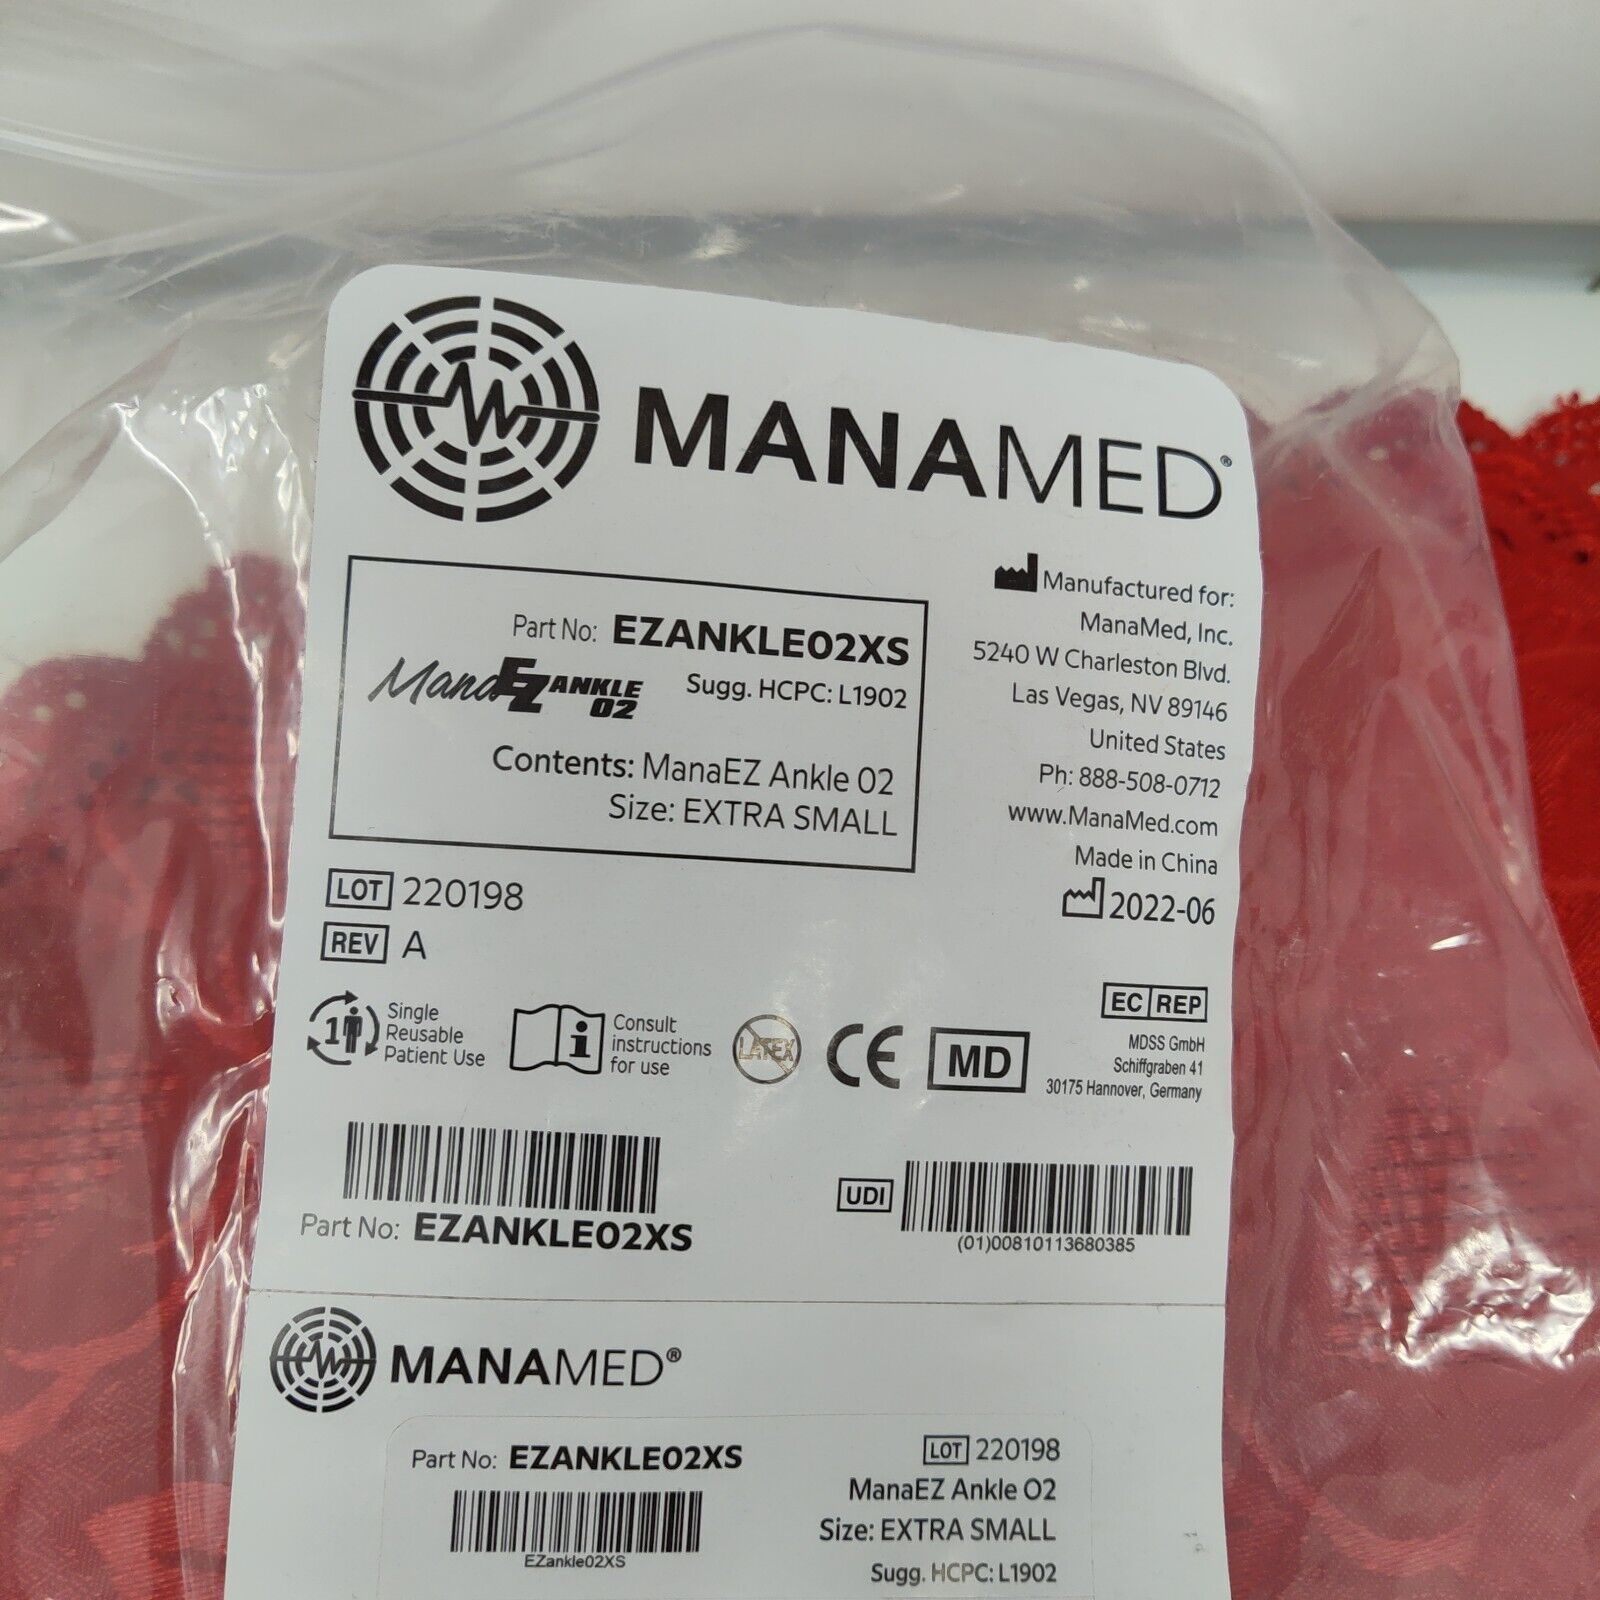 MANAMED®
Part No: EZANKLE02XS
ManaEZ ANKLE 02
Sugg. HCPC: L1902
Contents: ManaEZ Ankle 02
Size: EXTRA SMALL
Manufactured for:
ManaMed, Inc.
5240 W Charleston Blvd.
Las Vegas, NV 89146
United States
Ph: 888-508-0712
www.ManaMed.com
Made in China
2022-06
LOT 220198
REV A
EC REP
MDSS GmbH
Schiffgraben 41
30175 Hannover, Germany
1
Single
Reusable
Patient Use
i
Consult
instructions
for use
LATEX
CE
MD
Part No: EZANKLE02XS
UDI
(01)00810113680385
MANAMED®
Part No: EZANKLE02XS
EZankle02XS
LOT 220198
ManaEZ Ankle O2
Size: EXTRA SMALL
Sugg. HCPC: L1902